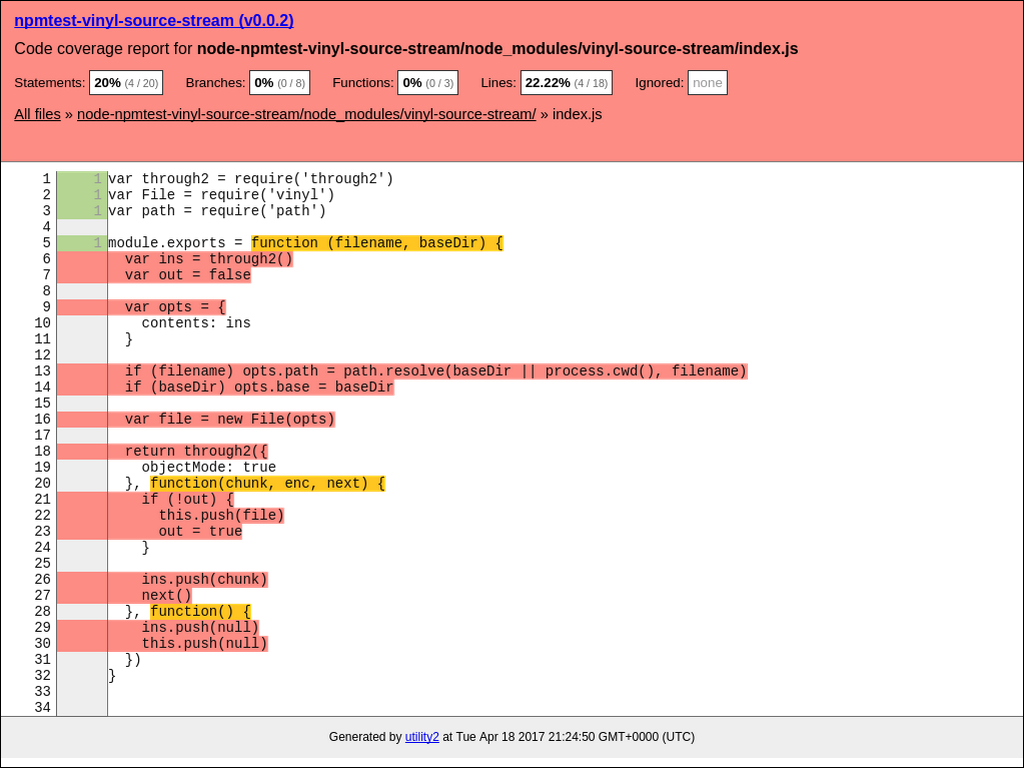 npmtest-vinyl-source-stream (v0.0.2)
Code coverage report for node-npmtest-vinyl-source-stream/node_modules/vinyl-source-stream/index.js
Statements: 20% (4 / 20) Branches: 0% (0 / 8) Functions: 0% (0 / 3) Lines: 22.22% (4 / 18) Ignored: none
All files » node-npmtest-vinyl-source-stream/node_modules/vinyl-source-stream/ » index.js
1 1 var through2 = require('through2')
2 1 var File = require('vinyl')
3 1 var path = require('path')
4
5 1 module.exports = function (filename, baseDir) {
6   var ins = through2()
7   var out = false
8
9   var opts = {
10     contents: ins
11   }
12
13   if (filename) opts.path = path.resolve(baseDir || process.cwd(), filename)
14   if (baseDir) opts.base = baseDir
15
16   var file = new File(opts)
17
18   return through2({
19     objectMode: true
20   }, function(chunk, enc, next) {
21     if (!out) {
22       this.push(file)
23       out = true
24     }
25
26     ins.push(chunk)
27     next()
28   }, function() {
29     ins.push(null)
30     this.push(null)
31   })
32 }
33
34
Generated by utility2 at Tue Apr 18 2017 21:24:50 GMT+0000 (UTC)